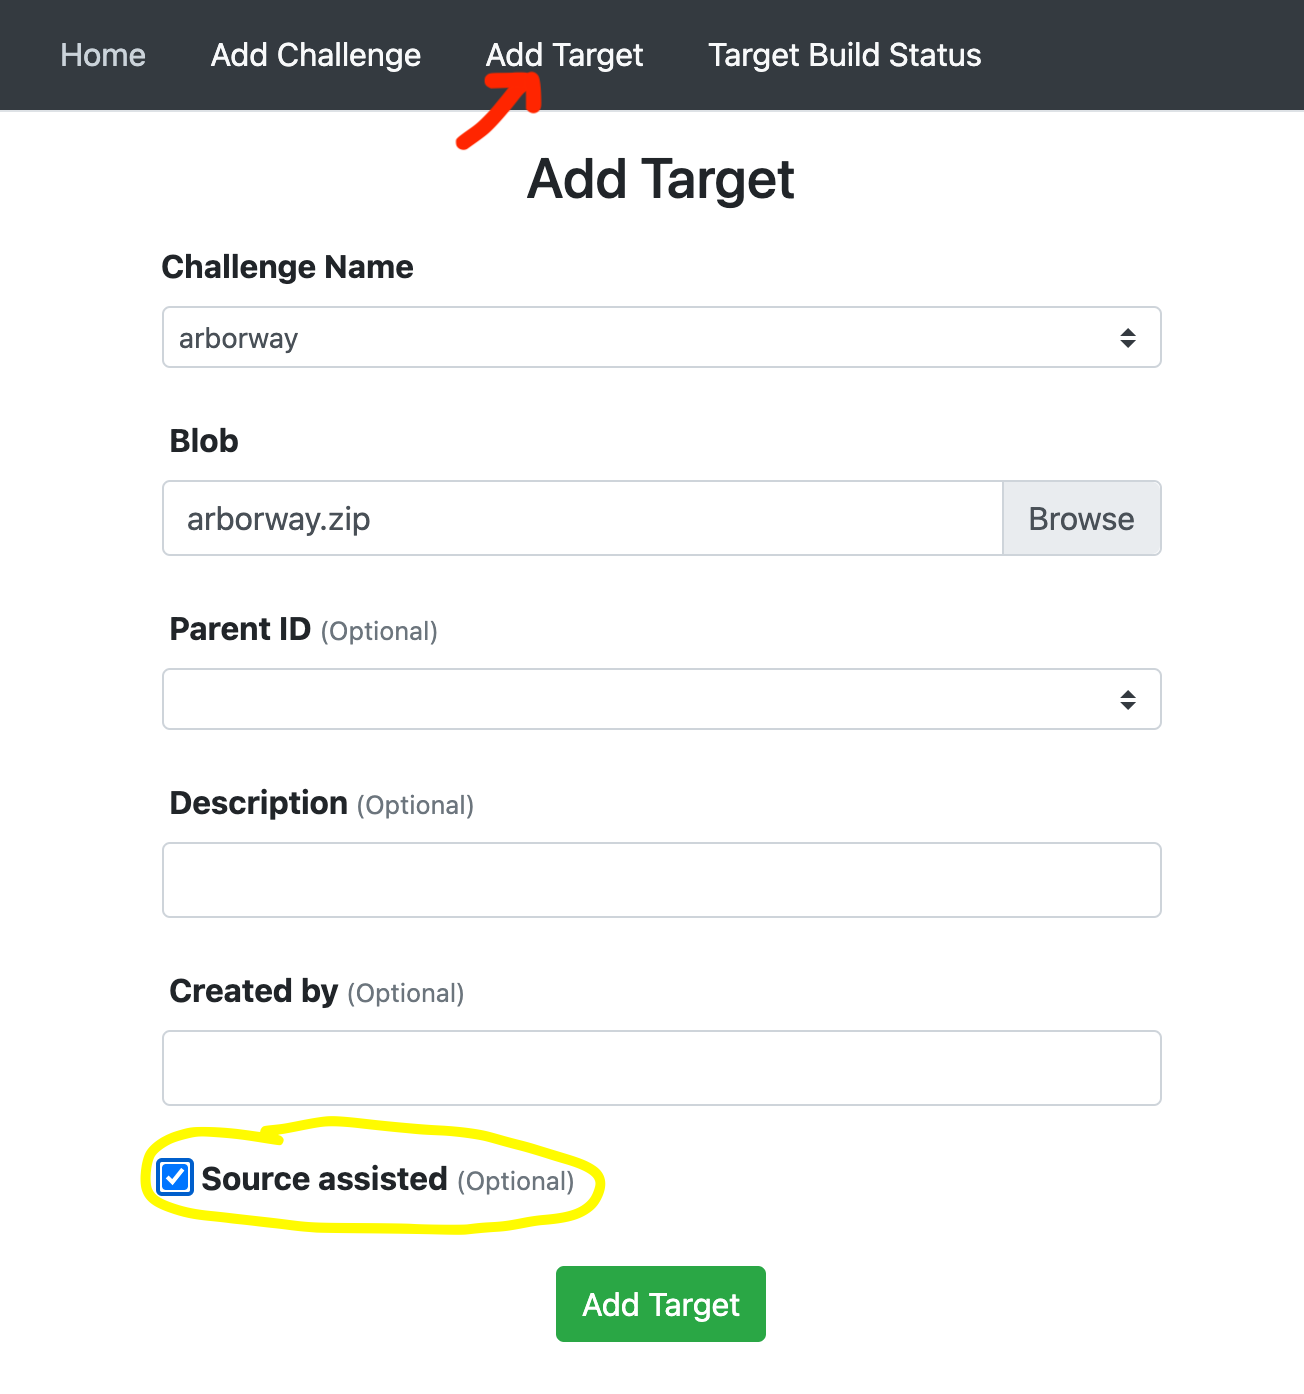 Home Add Challenge Add Target Target Build Status
Add Target
Challenge Name
arborway
Blob
arborway.zip Browse
Parent ID (Optional)
Description (Optional)
Created by (Optional)
Source assisted (Optional)
Add Target